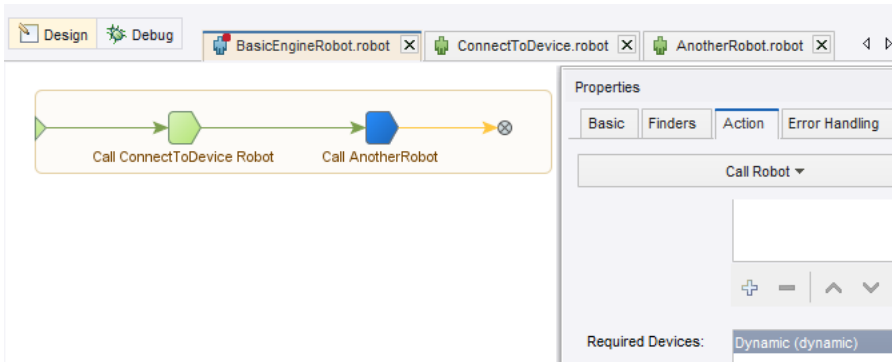 Design Debug
BasicEngineRobot.robot ConnectToDevice.robot AnotherRobot.robot
Properties
Basic Finders Action Error Handling
Call ConnectToDevice Robot Call AnotherRobot
Call Robot
Required Devices: Dynamic (dynamic)